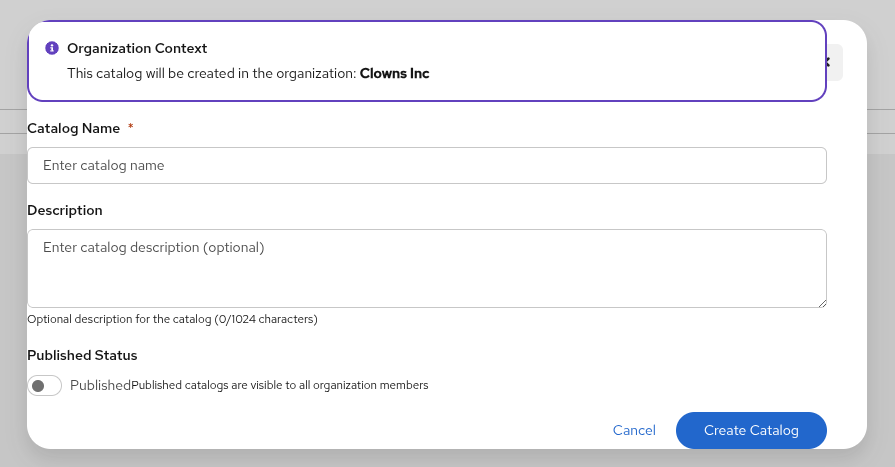 Organization Context
This catalog will be created in the organization: Clowns Inc
Catalog Name *
Enter catalog name
Description
Enter catalog description (optional)
Optional description for the catalog (0/1024 characters)
Published Status
Published Published catalogs are visible to all organization members
Cancel Create Catalog